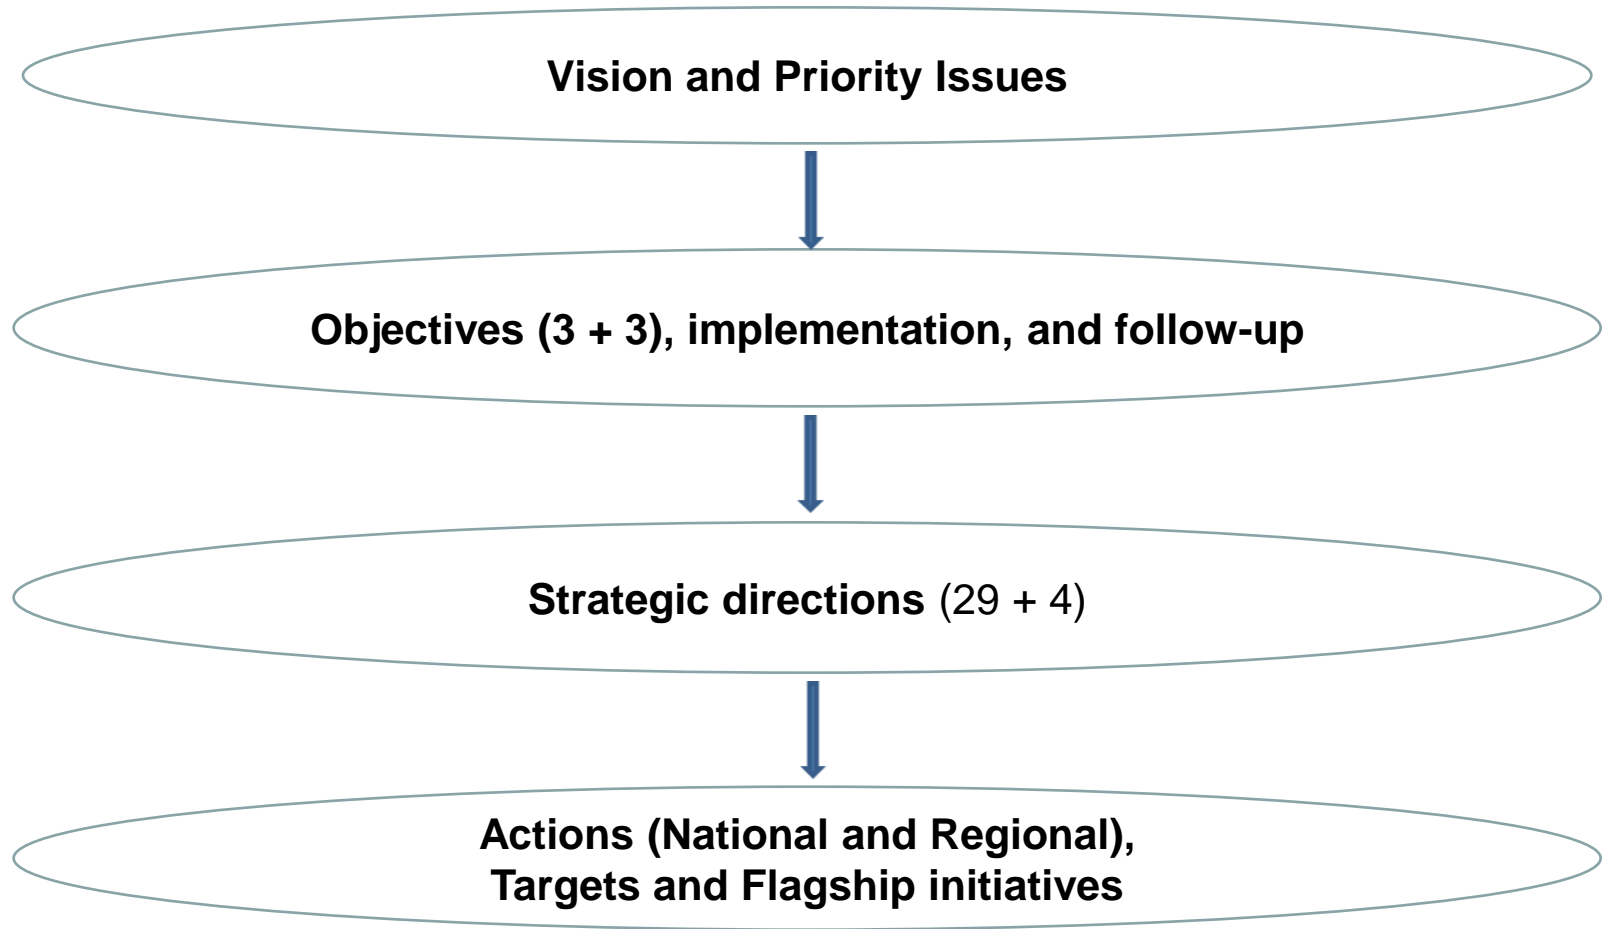 Vision and Priority Issues
Objectives (3 + 3), implementation, and follow-up
Strategic directions (29 + 4)
Actions (National and Regional),
Targets and Flagship initiatives